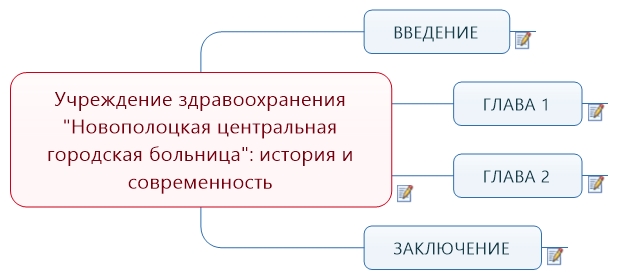 ВВЕДЕНИЕ
Учреждение здравоохранения
"Новополоцкая центральная
городская больница": история и
современность
ГЛАВА 1
ГЛАВА 2
ЗАКЛЮЧЕНИЕ